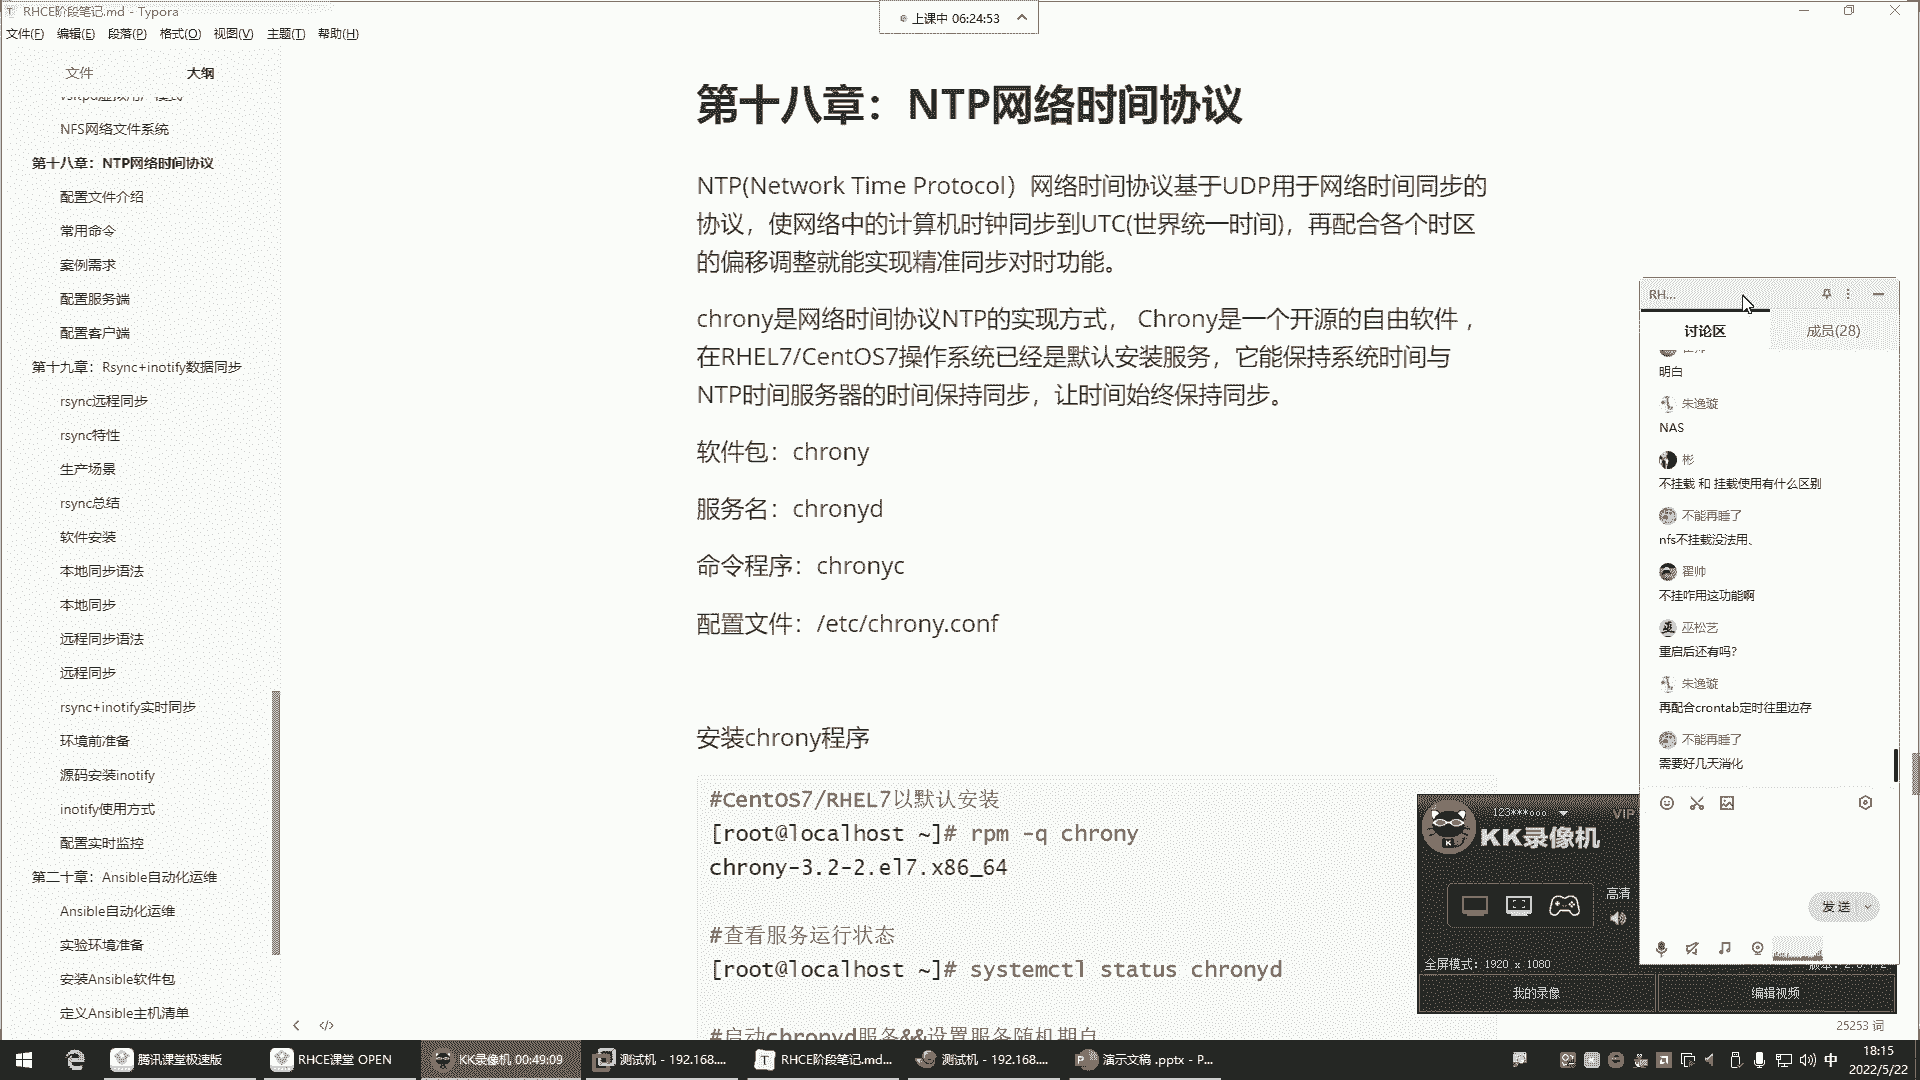 RHCE阶段笔记.md - Typora
上课中 06:24:53
文件(F) 编辑(E) 段落(P) 格式(O) 视图(V) 主题(T) 帮助(H)
文件 大纲
NFS网络文件系统
第十八章：NTP网络时间协议
配置文件介绍
常用命令
案例需求
配置服务端
配置客户端
第十九章：Rsync+inotify数据同步
rsync远程同步
rsync特性
生产场景
rsync总结
软件安装
本地同步语法
本地同步
远程同步语法
远程同步
rsync+inotify实时同步
环境前准备
源码安装inotify
inotify使用方式
配置实时监控
第二十章：Ansible自动化运维
Ansible自动化运维
实验环境准备
安装Ansible软件包
定义Ansible主机清单
第十八章：NTP网络时间协议
NTP(Network Time Protocol）网络时间协议基于UDP用于网络时间同步的
协议，使网络中的计算机时钟同步到UTC(世界统一时间)，再配合各个时区
的偏移调整就能实现精准同步对时功能。
chrony是网络时间协议NTP的实现方式， Chrony是一个开源的自由软件，
在RHEL7/CentOS7操作系统已经是默认安装服务，它能保持系统时间与
NTP时间服务器的时间保持同步，让时间始终保持同步。
软件包：chrony
服务名：chronyd
命令程序：chronyc
配置文件：/etc/chrony.conf
安装chrony程序
#CentOS7/RHEL7以默认安装
[root@localhost ~]# rpm -q chrony
chrony-3.2-2.el7.x86_64
#查看服务运行状态
[root@localhost ~]# systemctl status chronyd
#启动chronyd服务&&设置服务随机期自
25253 词
RH...
讨论区 成员(28)
明白
朱逸璇
NAS
彬
不挂载 和 挂载使用有什么区别
不能再睡了
nfs不挂载没法用、
翟帅
不挂咋用这功能啊
巫松艺
重启后还有吗?
朱逸璇
再配合crontab定时往里边存
不能再睡了
需要好几天消化
发送
123***ooo VIP
KK录像机
高清
全屏模式：1920 x 1080
我的录像 编辑视频
腾讯课堂极速版 RHCE课堂 OPEN KK录像机 00:49:09 测试机 - 192.168.... RHCE阶段笔记.md... 测试机 - 192.168.... 演示文稿 .pptx - P...
中 18:15
2022/5/22